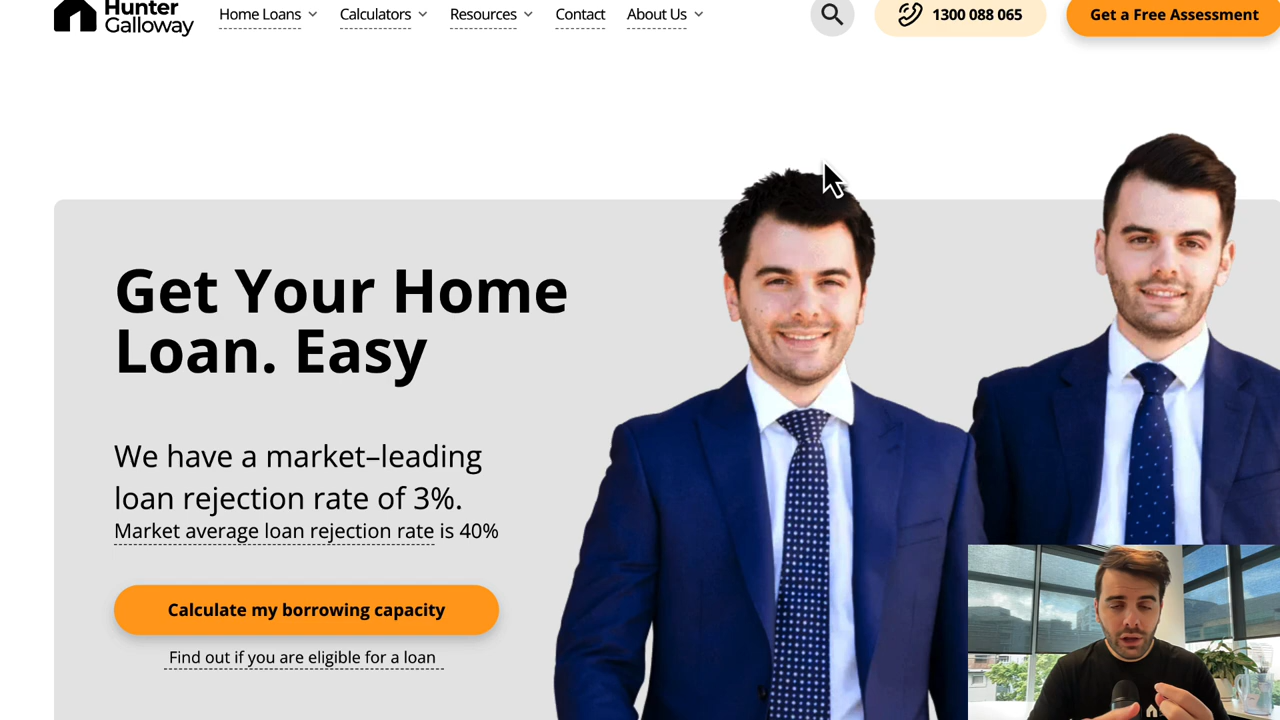 Hunter
Galloway
Home Loans
Calculators
Resources
Contact
About Us
1300 088 065
Get a Free Assessment
Get Your Home
Loan. Easy
We have a market–leading
loan rejection rate of 3%.
Market average loan rejection rate is 40%
Calculate my borrowing capacity
Find out if you are eligible for a loan